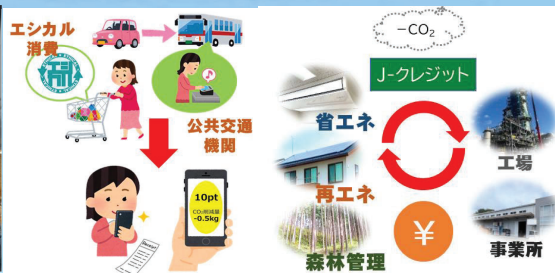 エシカル
消費
公共交通
機関
10pt
CO₂削減量
-0.5kg
Receipt
−CO₂
J-クレジット
省エネ
再エネ
森林管理
¥
工場
事業所